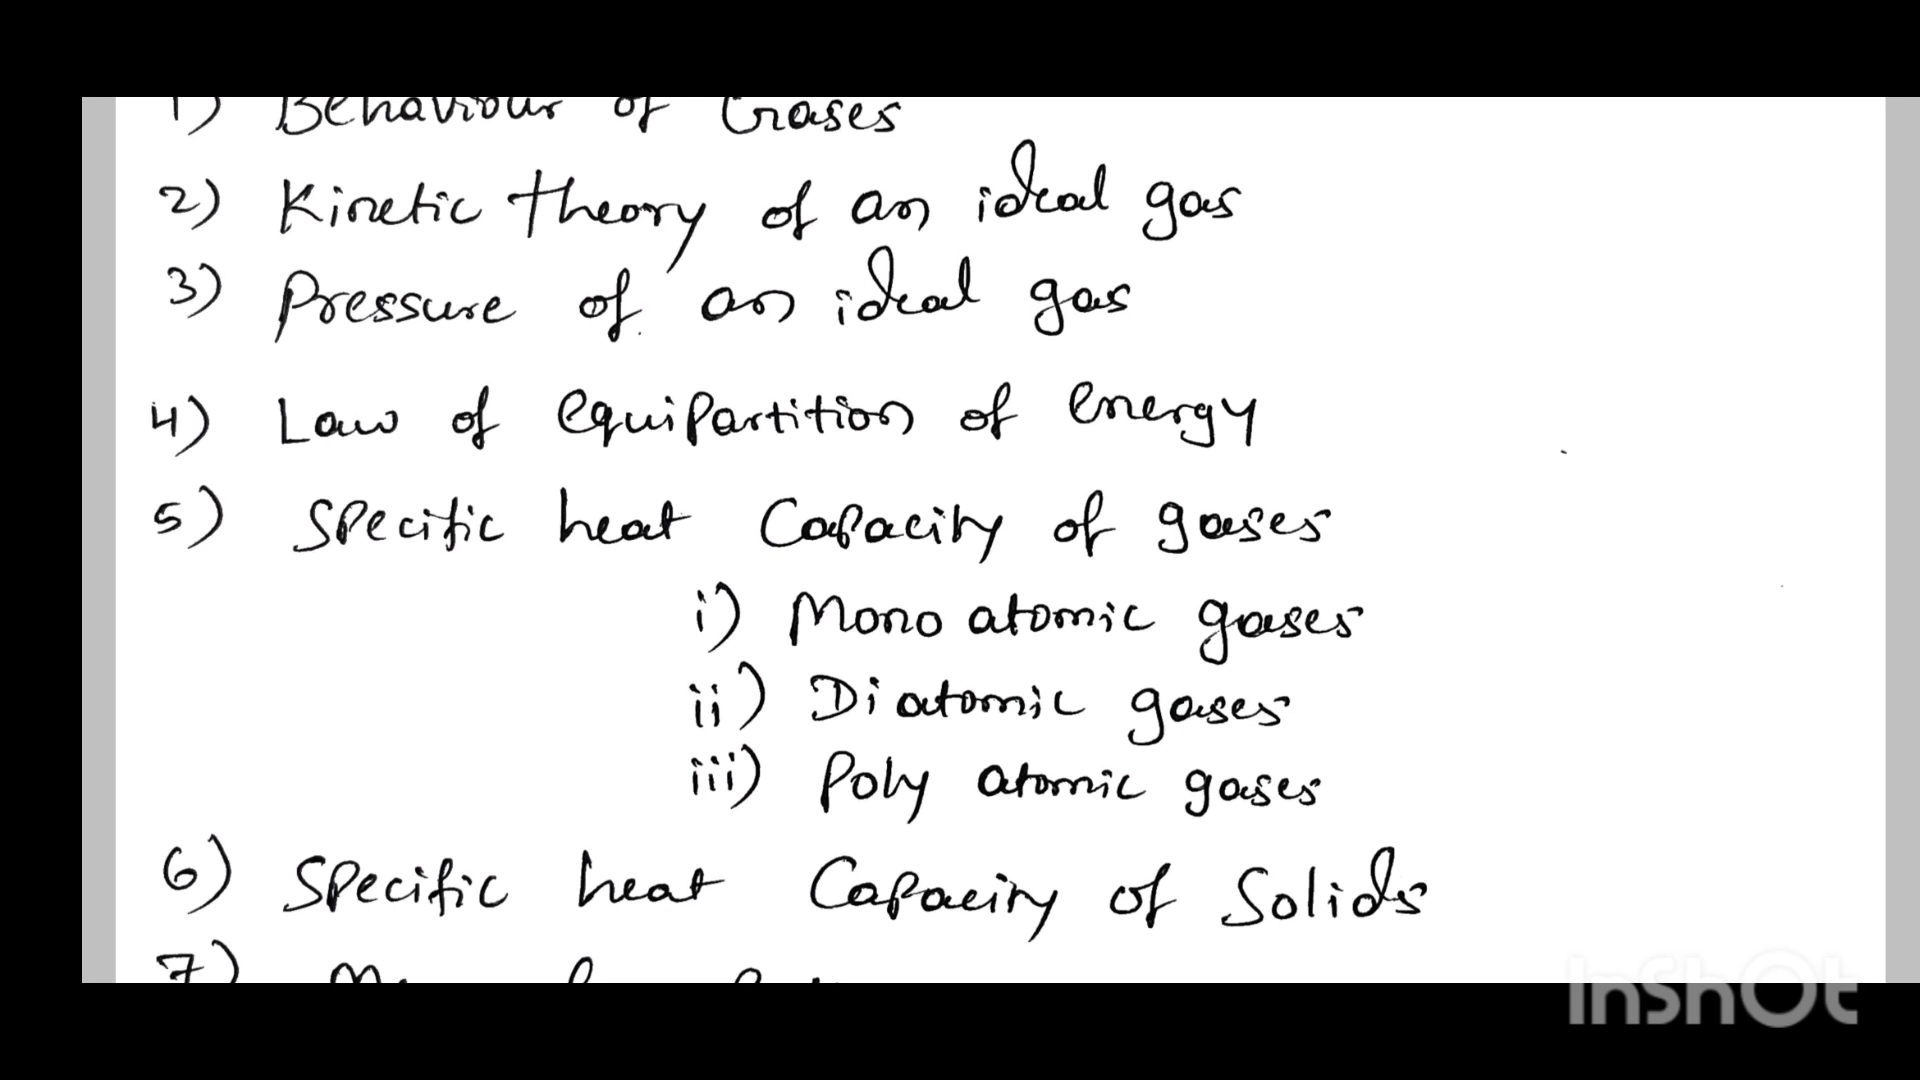 1) Behaviour of Gases
2) Kinetic theory of an ideal gas
3) Pressure of an ideal gas
4) Law of equipartition of energy
5) Specific heat Capacity of gases
i) Mono atomic gases
ii) Diatomic gases
iii) Poly atomic gases
6) Specific heat Capacity of Solids
7)
InShOt